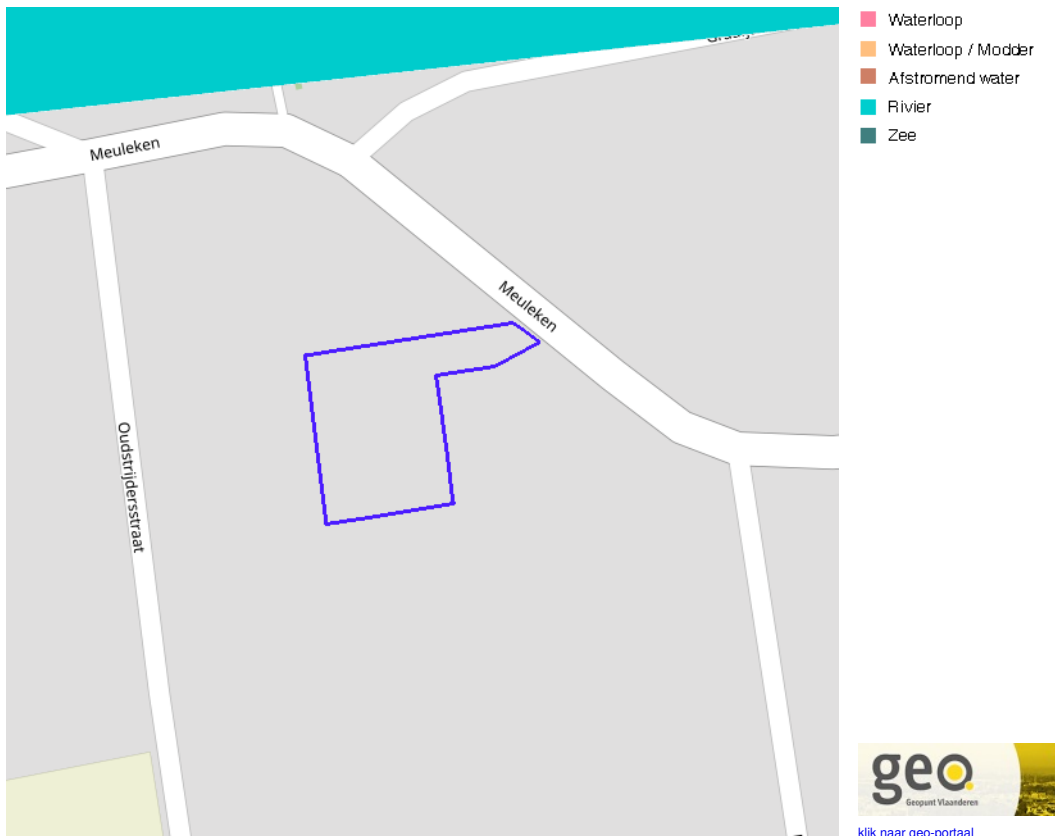 Waterloop
Waterloop / Modder
Afstromend water
Rivier
Zee
Meuleken
Meuleken
Oudstrijdersstraat
geo.
Geopunt Vlaanderen
klik naar geo-portaal